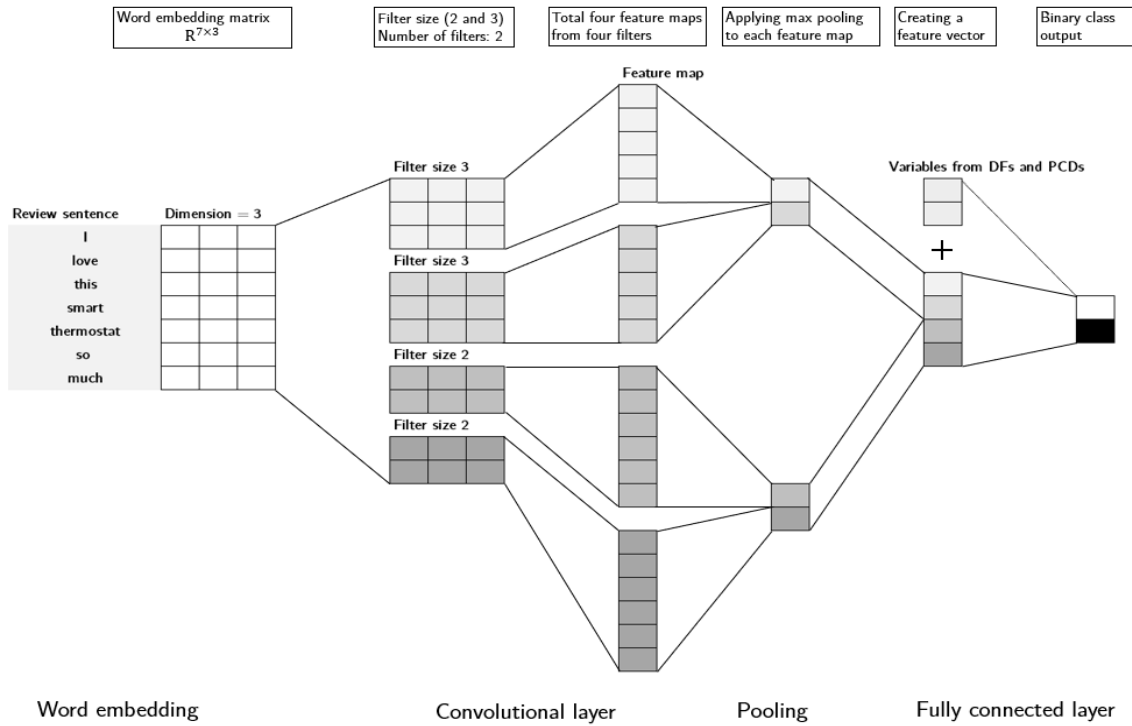 Word embedding matrix
R^{7×3}
Filter size (2 and 3)
Number of filters: 2
Total four feature maps
from four filters
Applying max pooling
to each feature map
Creating a
feature vector
Binary class
output
Feature map
Filter size 3
Variables from DFs and PCDs
Review sentence
Dimension = 3
I
love
this
smart
thermostat
so
much
+
Filter size 3
Filter size 2
Filter size 2
Word embedding
Convolutional layer
Pooling
Fully connected layer